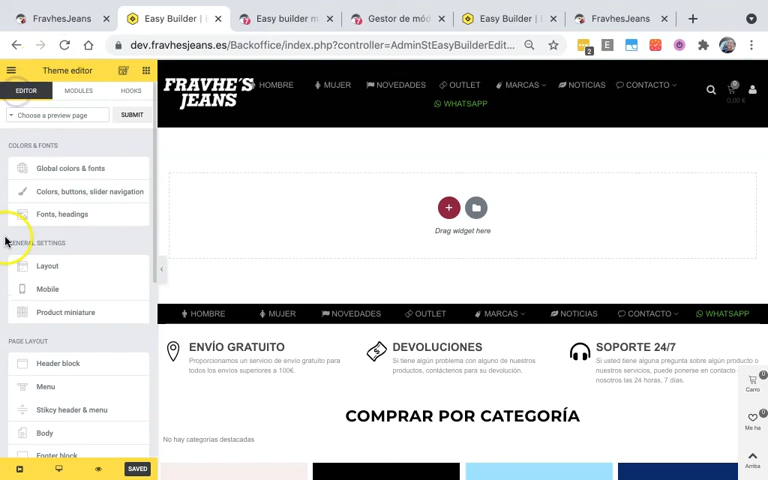 FravhesJeans
Easy Builder | 
Easy builder m
Gestor de mód
Easy Builder |
FravhesJeans
dev.fravhesjeans.es/Backoffice/index.php?controller=AdminStEasyBuilderEdit...
2
Theme editor
EDITOR MODULES HOOKS
Choose a preview page SUBMIT
COLORS & FONTS
Global colors & fonts
Colors, buttons, slider navigation
Fonts, headings
GENERAL SETTINGS
Layout
Mobile
Product miniature
PAGE LAYOUT
Header block
Menu
Stikcy header & menu
Body
Footer block
SAVED
FRAVHE'S
JEANS
HOMBRE MUJER NOVEDADES OUTLET MARCAS NOTICIAS CONTACTO
WHATSAPP
0
0,00 €
Drag widget here
HOMBRE MUJER NOVEDADES OUTLET MARCAS NOTICIAS CONTACTO WHATSAPP
ENVÍO GRATUITO
Proporcionamos un servicio de envío gratuito para
todos los envíos superiores a 100€.
DEVOLUCIONES
Si tiene algún problema con alguno de nuestros
productos, contáctenos para su devolución.
SOPORTE 24/7
Si usted tiene alguna pregunta sobre algún producto o
nuestros servicios, puede ponerse en contacto
nosotros las 24 horas, 7 días.
COMPRAR POR CATEGORÍA
No hay categorías destacadas
0
Carro
0
Me ha
Arriba